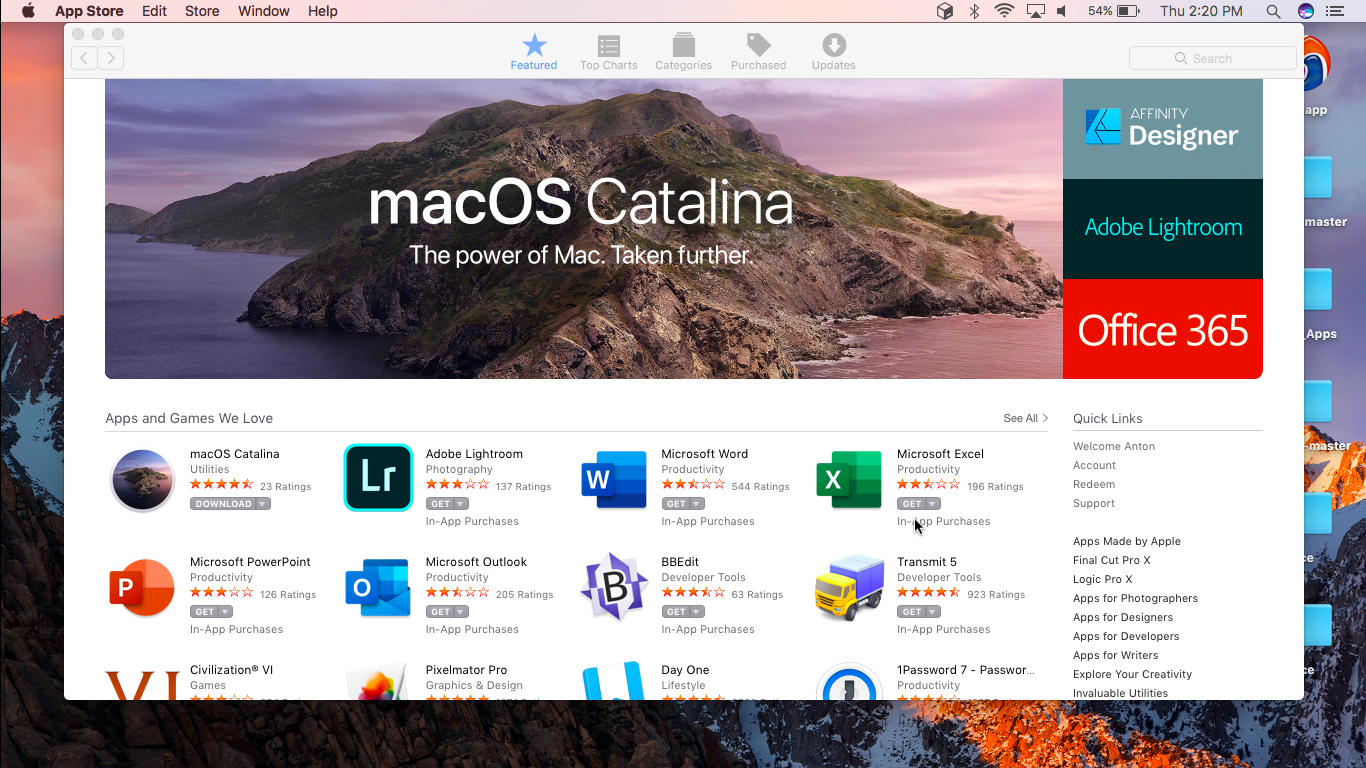 App Store Edit Store Window Help 54% Thu 2:20 PM
Featured Top Charts Categories Purchased Updates Search
macOS Catalina
The power of Mac. Taken further.
AFFINITY
Designer
Adobe Lightroom
Office 365
app
master
Apps
-master
Apps and Games We Love See All
macOS Catalina
Utilities
23 Ratings
DOWNLOAD
Adobe Lightroom
Photography
137 Ratings
GET
In-App Purchases
Microsoft Word
Productivity
544 Ratings
GET
In-App Purchases
Microsoft Excel
Productivity
196 Ratings
GET
In-App Purchases
Microsoft PowerPoint
Productivity
126 Ratings
GET
In-App Purchases
Microsoft Outlook
Productivity
205 Ratings
GET
In-App Purchases
BBEdit
Developer Tools
63 Ratings
GET
In-App Purchases
Transmit 5
Developer Tools
923 Ratings
GET
In-App Purchases
Civilization® VI
Games
Pixelmator Pro
Graphics & Design
Day One
Lifestyle
1Password 7 - Passwor...
Productivity
Quick Links
Welcome Anton
Account
Redeem
Support
Apps Made by Apple
Final Cut Pro X
Logic Pro X
Apps for Photographers
Apps for Designers
Apps for Developers
Apps for Writers
Explore Your Creativity
Invaluable Utilities